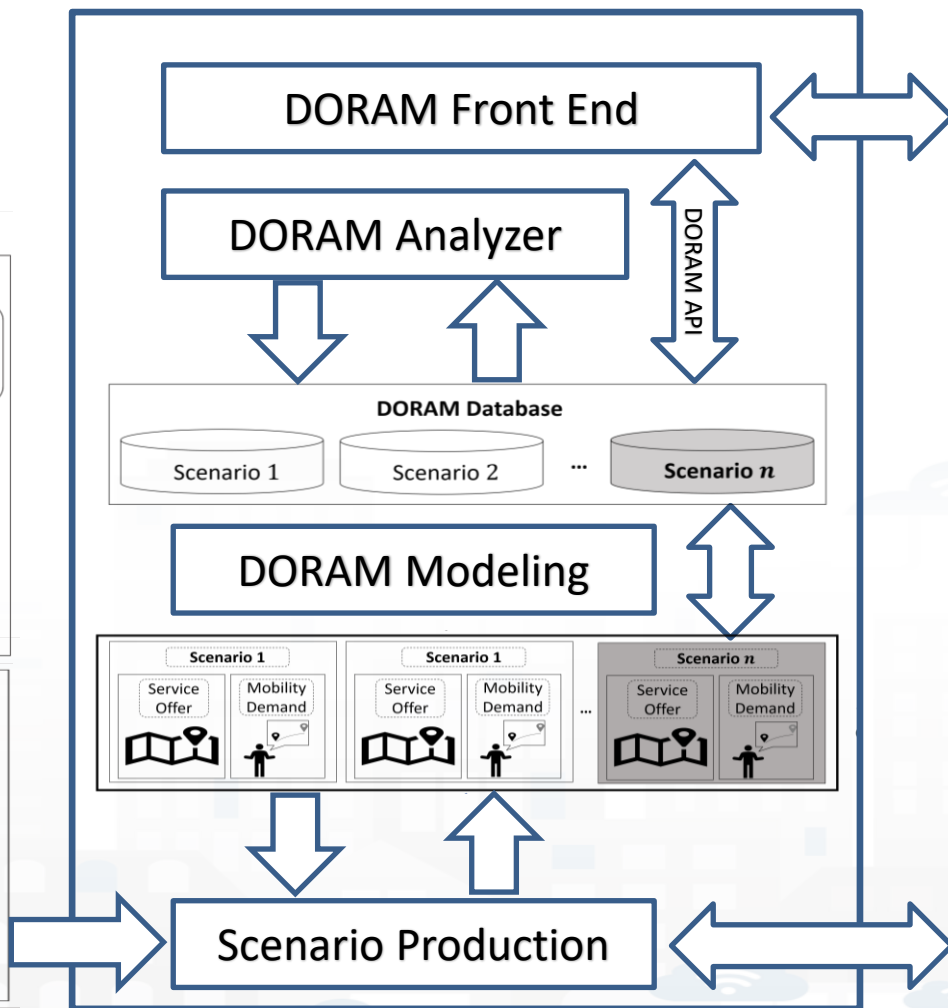 DORAM Front End
DORAM Analyzer
DORAM API
DORAM Database
Scenario 1
Scenario 2
...
Scenario n
DORAM Modeling
Scenario 1
Service
Offer
Mobility
Demand
Scenario 1
Service
Offer
Mobility
Demand
...
Scenario n
Service
Offer
Mobility
Demand
Scenario Production